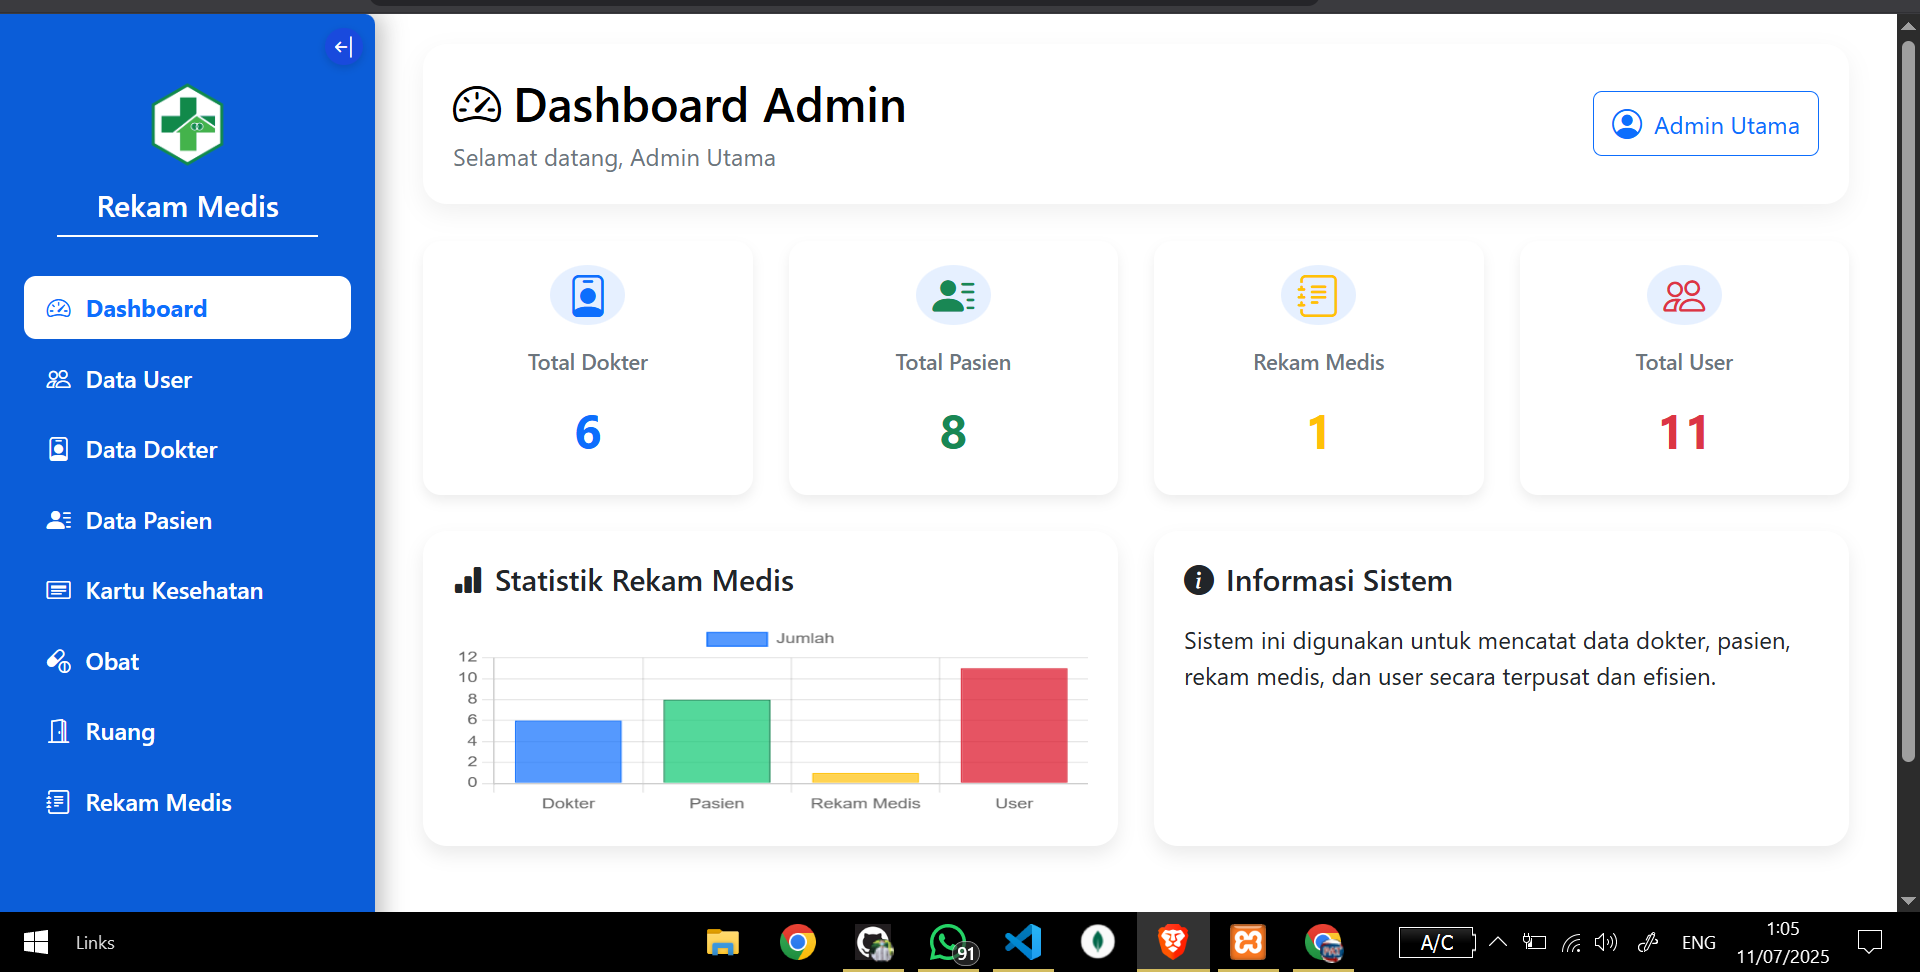 Rekam Medis
Dashboard
Data User
Data Dokter
Data Pasien
Kartu Kesehatan
Obat
Ruang
Rekam Medis
Dashboard Admin
Selamat datang, Admin Utama
Admin Utama
Total Dokter
6
Total Pasien
8
Rekam Medis
1
Total User
11
Statistik Rekam Medis
Jumlah
12
10
8
6
4
2
0
Dokter
Pasien
Rekam Medis
User
Informasi Sistem
Sistem ini digunakan untuk mencatat data dokter, pasien,
rekam medis, dan user secara terpusat dan efisien.
Links
91
A/C
ENG
1:05
11/07/2025